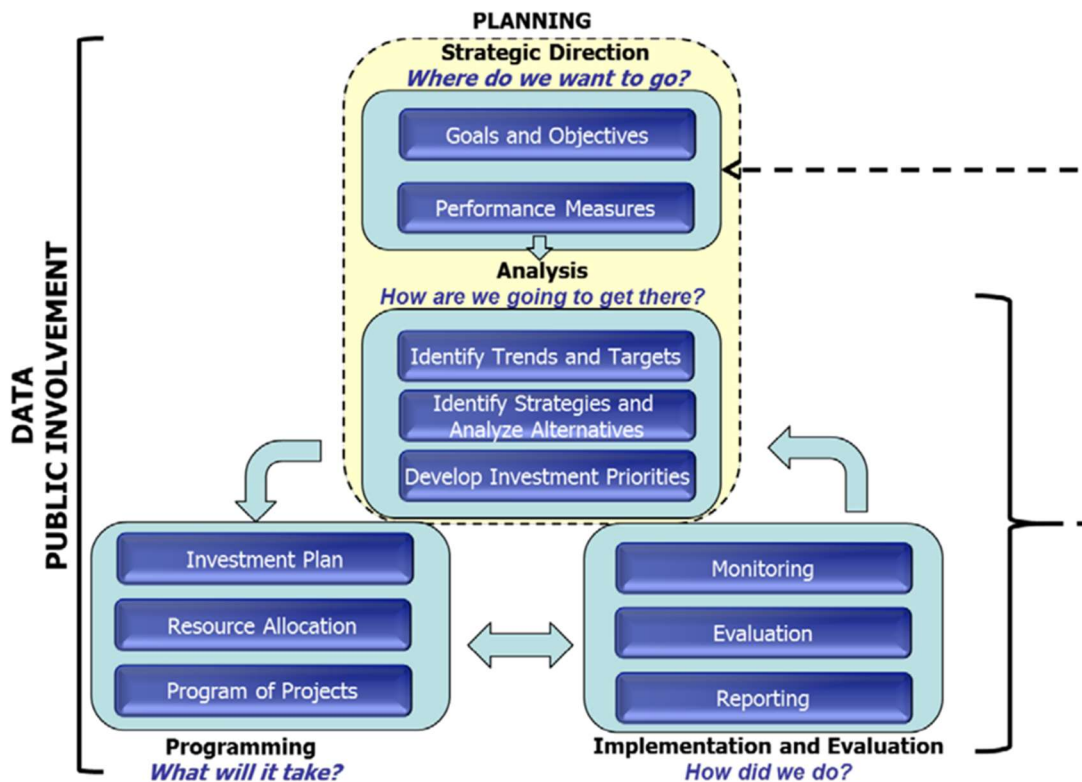 PLANNING
Strategic Direction
Where do we want to go?
Goals and Objectives
Performance Measures
Analysis
How are we going to get there?
Identify Trends and Targets
Identify Strategies and
Analyze Alternatives
Develop Investment Priorities
DATA
PUBLIC INVOLVEMENT
Investment Plan
Resource Allocation
Program of Projects
Programming
What will it take?
Monitoring
Evaluation
Reporting
Implementation and Evaluation
How did we do?